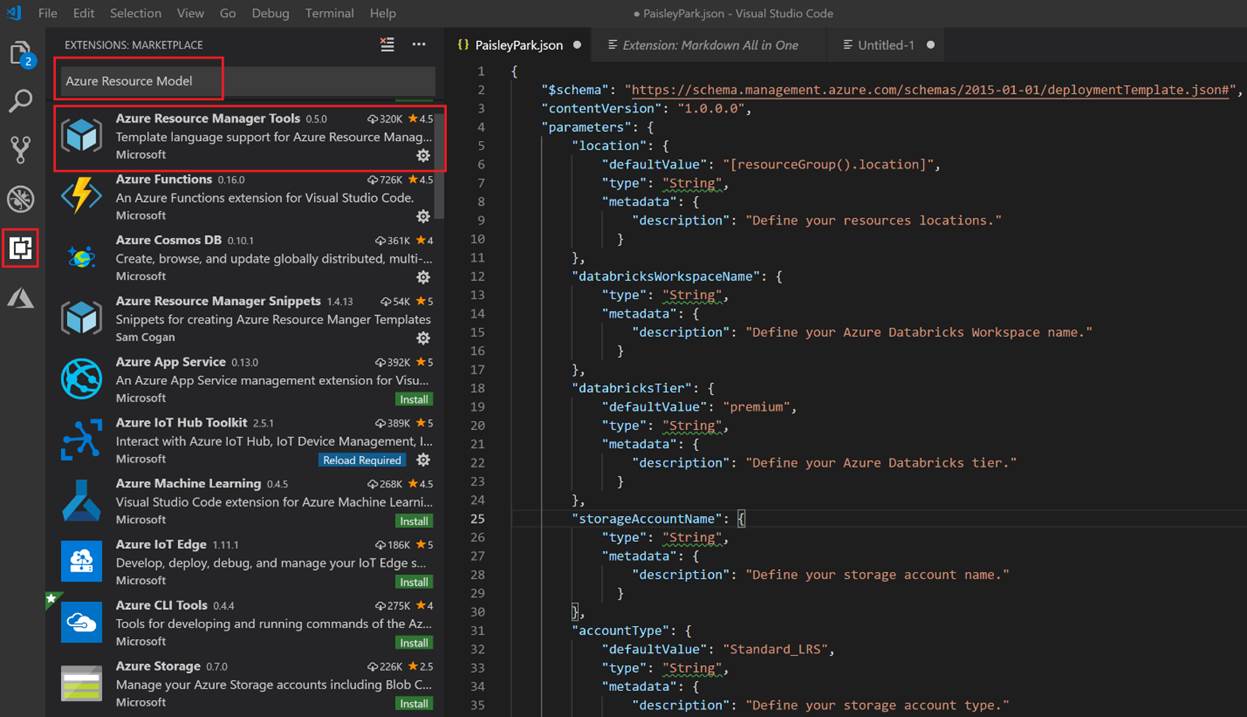 File Edit Selection View Go Debug Terminal Help
● PaisleyPark.json - Visual Studio Code
2
EXTENSIONS: MARKETPLACE
Azure Resource Model
Azure Resource Manager Tools 0.5.0 320K ★4.5
Template language support for Azure Resource Manag...
Microsoft
Azure Functions 0.16.0 726K ★4.5
An Azure Functions extension for Visual Studio Code.
Microsoft
Azure Cosmos DB 0.10.1 361K ★4
Create, browse, and update globally distributed, multi-...
Microsoft
Azure Resource Manager Snippets 1.4.13 54K ★5
Snippets for creating Azure Resource Manger Templates
Sam Cogan
Azure App Service 0.13.0 392K ★5
An Azure App Service management extension for Visu...
Microsoft Install
Azure IoT Hub Toolkit 2.5.1 389K ★5
Interact with Azure IoT Hub, IoT Device Management, I...
Microsoft Reload Required
Azure Machine Learning 0.4.5 268K ★4.5
Visual Studio Code extension for Azure Machine Learni...
Microsoft Install
Azure IoT Edge 1.11.1 186K ★5
Develop, deploy, debug, and manage your IoT Edge s...
Microsoft Install
Azure CLI Tools 0.4.4 275K ★4
Tools for developing and running commands of the Az...
Microsoft Install
Azure Storage 0.7.0 226K ★2.5
Manage your Azure Storage accounts including Blob C...
Microsoft Install
{} PaisleyPark.json ● Extension: Markdown All in One Untitled-1 ●
1 {
2 "$schema": "https://schema.management.azure.com/schemas/2015-01-01/deploymentTemplate.json#",
3 "contentVersion": "1.0.0.0",
4 "parameters": {
5 "location": {
6 "defaultValue": "[resourceGroup().location]",
7 "type": "String",
8 "metadata": {
9 "description": "Define your resources locations."
10 }
11 },
12 "databricksWorkspaceName": {
13 "type": "String",
14 "metadata": {
15 "description": "Define your Azure Databricks Workspace name."
16 }
17 },
18 "databricksTier": {
19 "defaultValue": "premium",
20 "type": "String",
21 "metadata": {
22 "description": "Define your Azure Databricks tier."
23 }
24 },
25 "storageAccountName": {
26 "type": "String",
27 "metadata": {
28 "description": "Define your storage account name."
29 }
30 },
31 "accountType": {
32 "defaultValue": "Standard_LRS",
33 "type": "String",
34 "metadata": {
35 "description": "Define your storage account type."